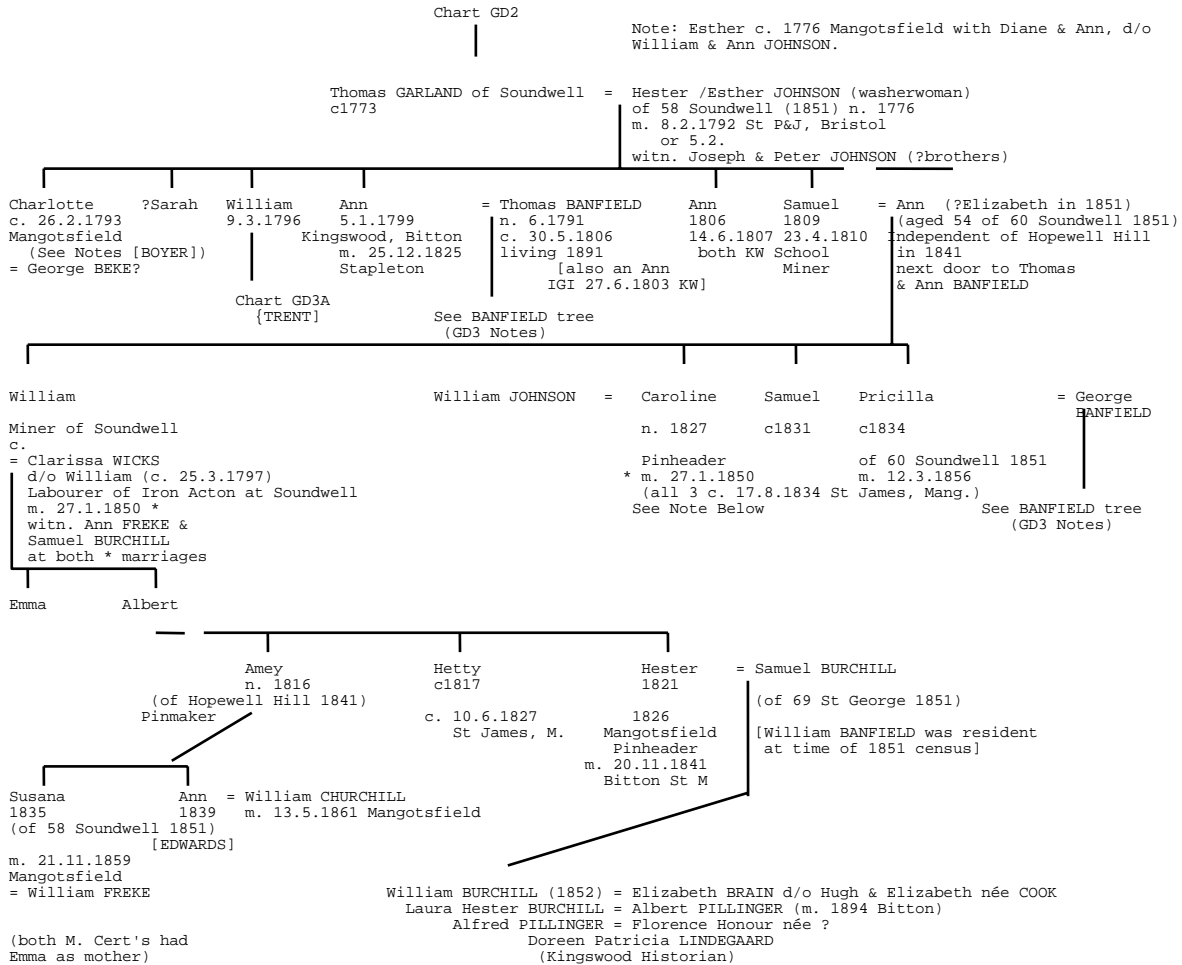 Chart GD2
Note: Esther c. 1776 Mangotsfield with Diane & Ann, d/o
William & Ann JOHNSON.
Thomas GARLAND of Soundwell = Hester /Esther JOHNSON (washerwoman)
c1773 of 58 Soundwell (1851) n. 1776
m. 8.2.1792 St P&J, Bristol
or 5.2.
witn. Joseph & Peter JOHNSON (?brothers)
Charlotte ?Sarah William Ann = Thomas BANFIELD Ann Samuel = Ann (?Elizabeth in 1851)
c. 26.2.1793 9.3.1796 5.1.1799 n. 6.1791 1806 1809 (aged 54 of 60 Soundwell 1851)
Mangotsfield Kingswood, Bitton c. 30.5.1806 14.6.1807 23.4.1810 Independent of Hopewell Hill
(See Notes [BOYER]) m. 25.12.1825 living 1891 both KW School in 1841
= George BEKE? Stapleton [also an Ann Miner next door to Thomas
IGI 27.6.1803 KW] & Ann BANFIELD
Chart GD3A
{TRENT] See BANFIELD tree
(GD3 Notes)
William William JOHNSON = Caroline Samuel Pricilla = George
BANFIELD
Miner of Soundwell n. 1827 c1831 c1834
c.
= Clarissa WICKS Pinheader of 60 Soundwell 1851
d/o William (c. 25.3.1797) * m. 27.1.1850 m. 12.3.1856
Labourer of Iron Acton at Soundwell (all 3 c. 17.8.1834 St James, Mang.)
m. 27.1.1850 * See Note Below See BANFIELD tree
witn. Ann FREKE & (GD3 Notes)
Samuel BURCHILL
at both * marriages
Emma Albert
Amey Hetty Hester = Samuel BURCHILL
n. 1816 c1817 1821
(of Hopewell Hill 1841) (of 69 St George 1851)
Pinmaker c. 10.6.1827 1826
St James, M. Mangotsfield [William BANFIELD was resident
Pinheader at time of 1851 census]
m. 20.11.1841
Bitton St M
Susana Ann = William CHURCHILL
1835 1839 m. 13.5.1861 Mangotsfield
(of 58 Soundwell 1851)
[EDWARDS]
m. 21.11.1859
Mangotsfield
= William FREKE William BURCHILL (1852) = Elizabeth BRAIN d/o Hugh & Elizabeth née COOK
Laura Hester BURCHILL = Albert PILLINGER (m. 1894 Bitton)
Alfred PILLINGER = Florence Honour née ?
(both M. Cert's had Doreen Patricia LINDEGAARD
Emma as mother) (Kingswood Historian)